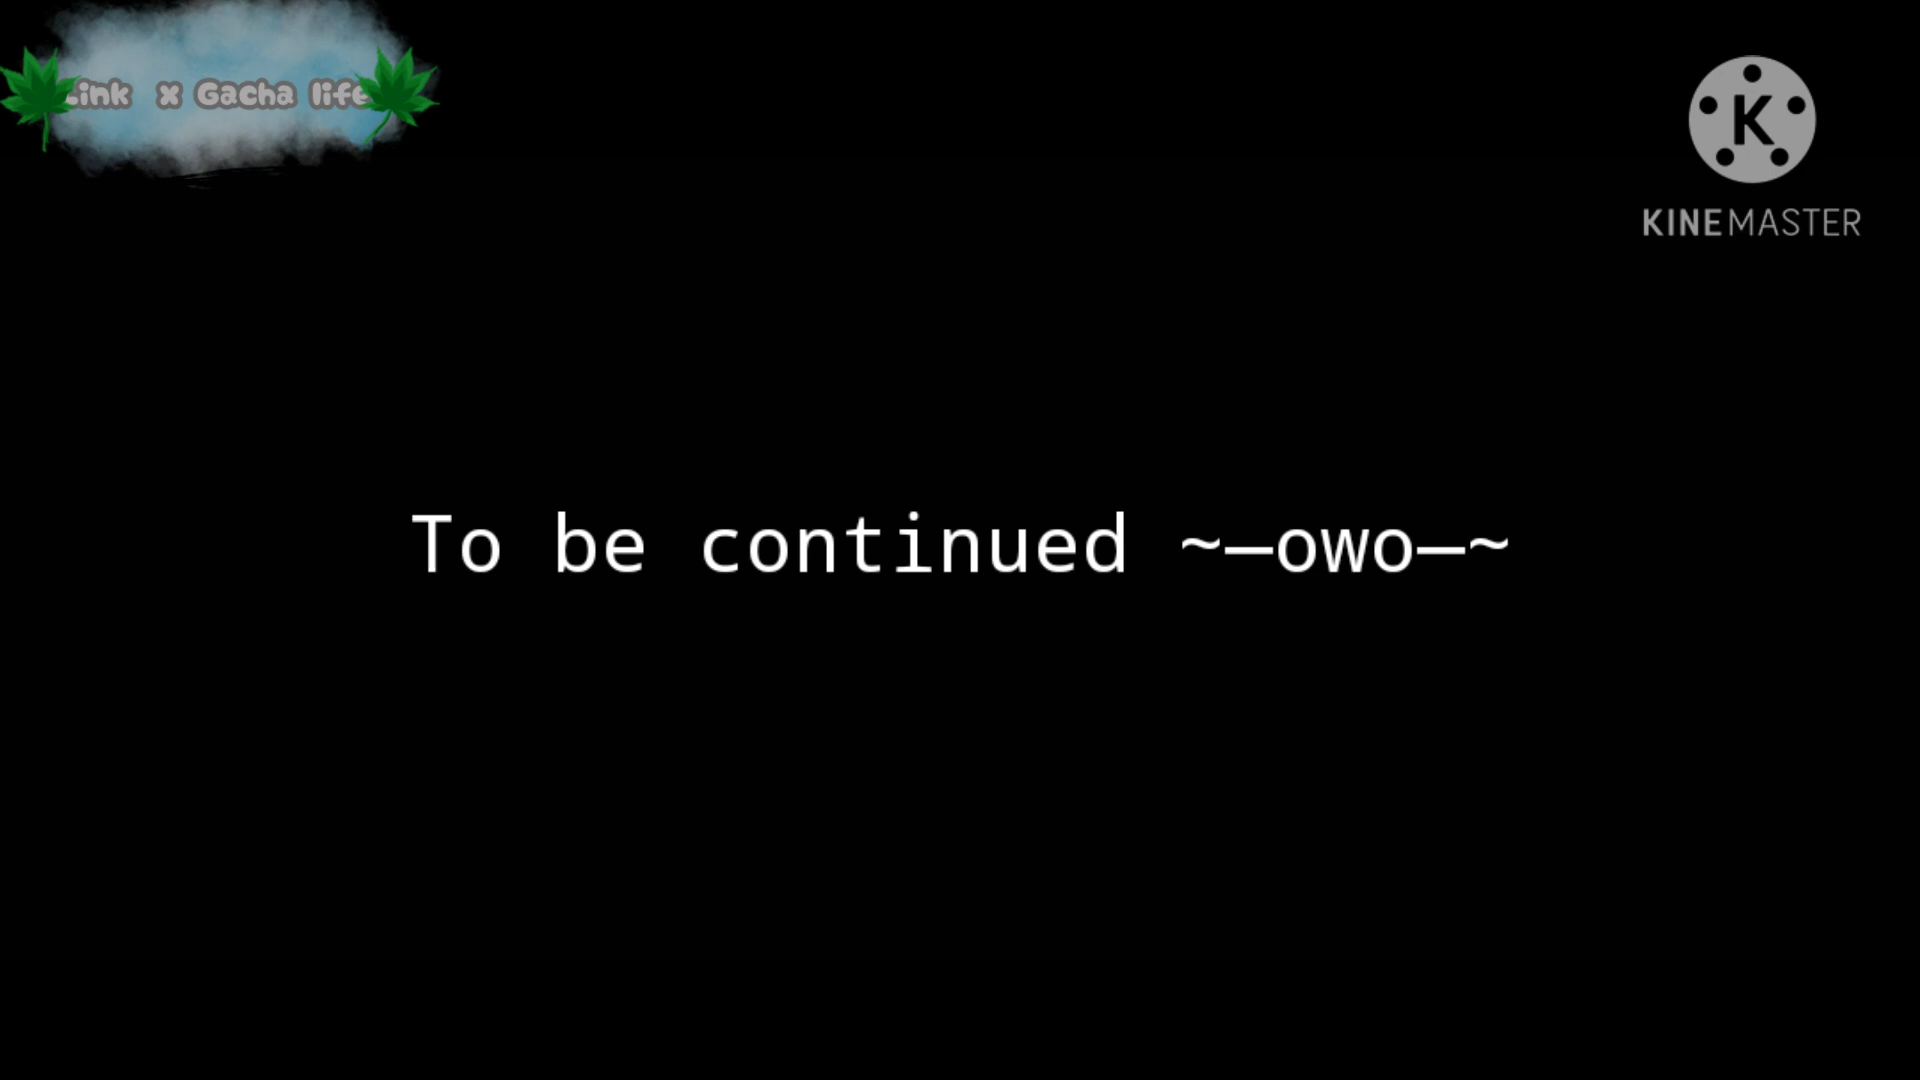 Link x Gacha life
K
KINEMASTER
To be continued ~—owo—~